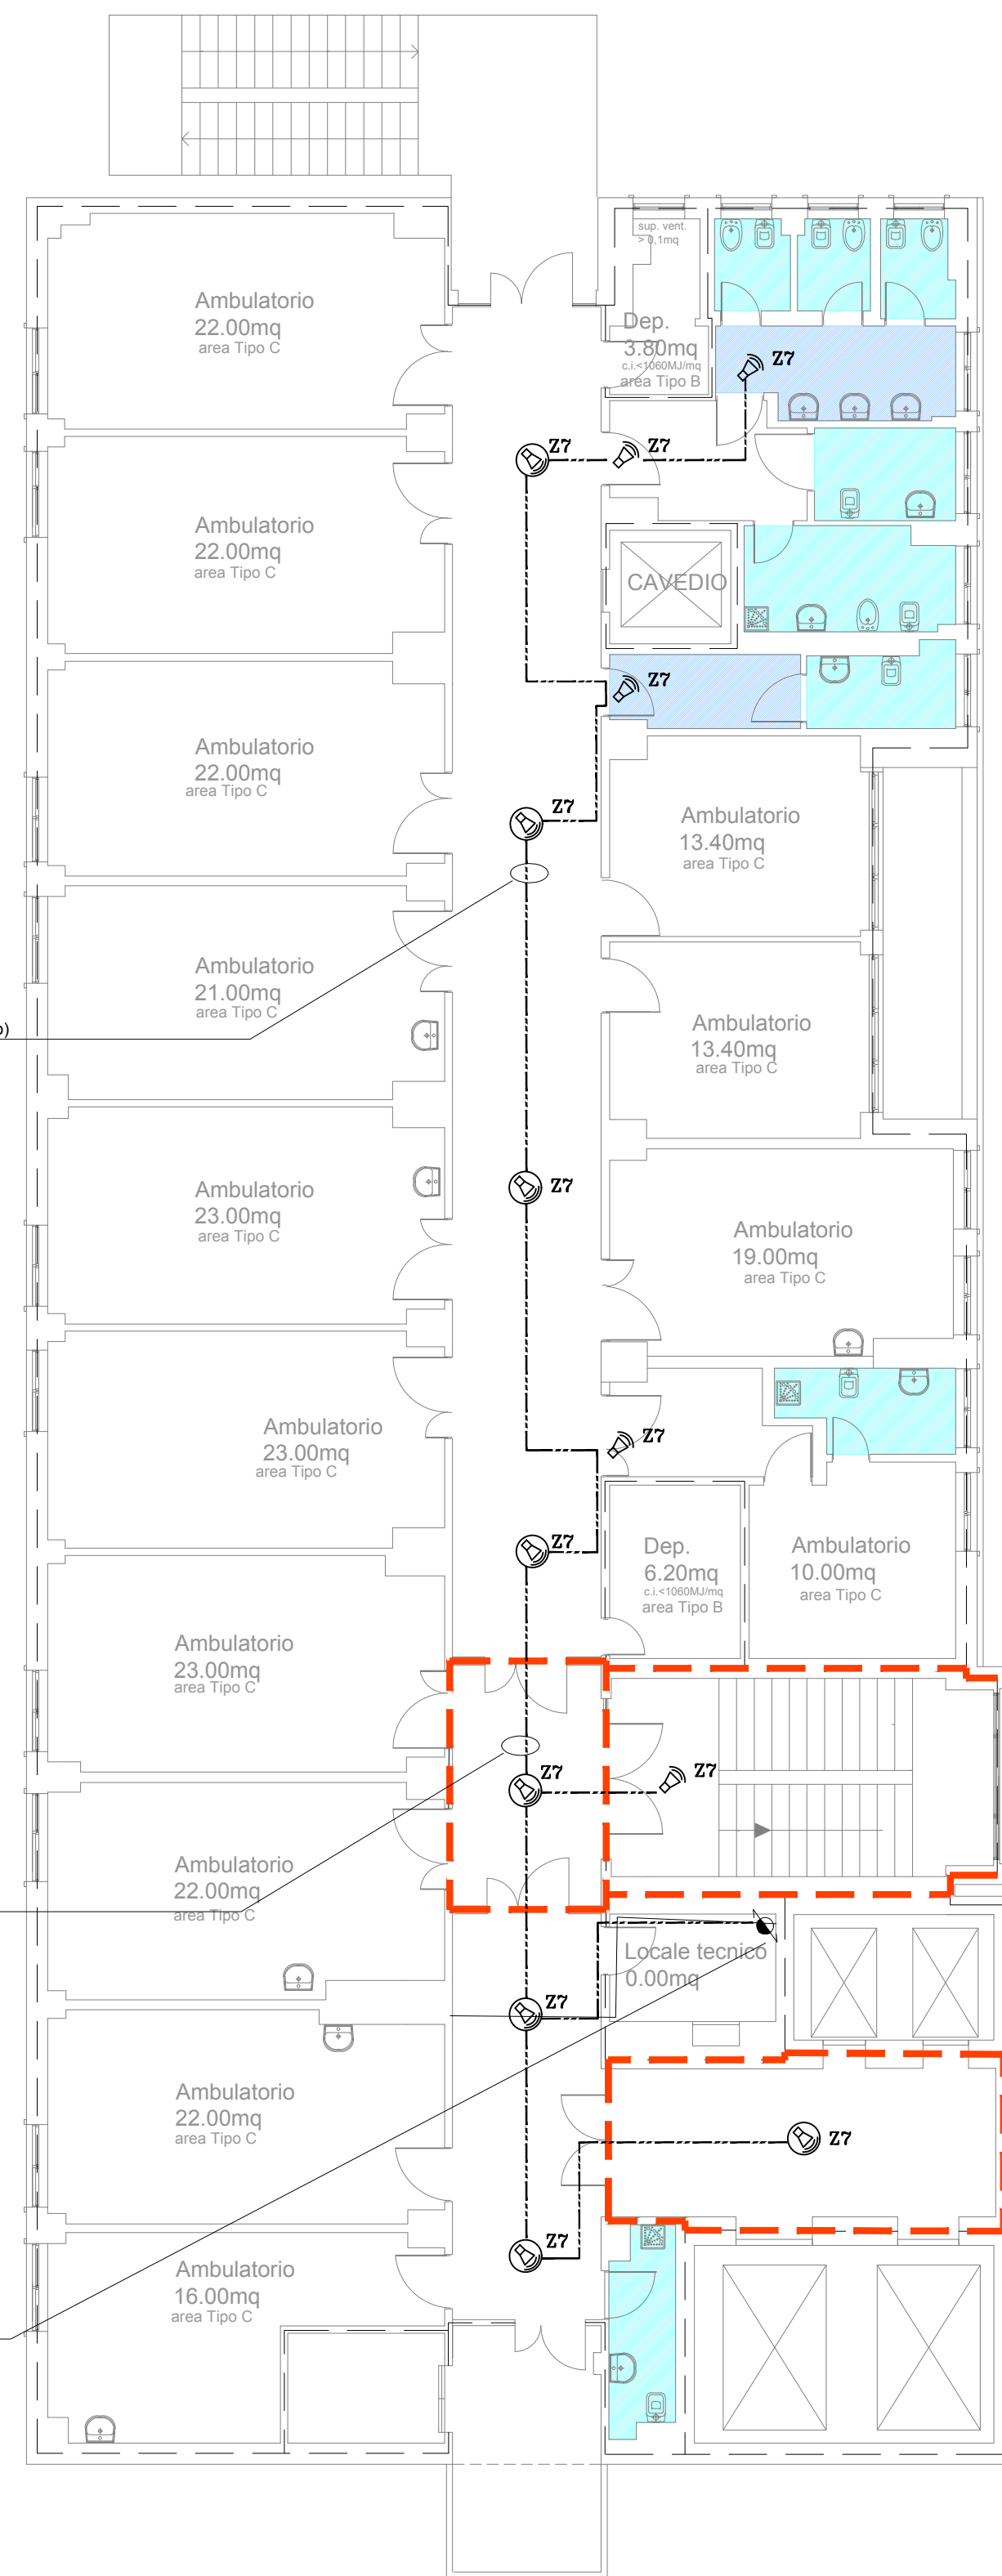 sup. vent.
> 0,1mq
Ambulatorio
22.00mq
area Tipo C
Dep.
3.80mq
c.i.<1060MJ/mq
area Tipo B
Z7
Z7
Z7
Ambulatorio
22.00mq
area Tipo C
CAVEDIO
Z7
Ambulatorio
22.00mq
area Tipo C
Z7
Ambulatorio
13.40mq
area Tipo C
Ambulatorio
21.00mq
area Tipo C
o)
Ambulatorio
13.40mq
area Tipo C
Z7
Ambulatorio
23.00mq
area Tipo C
Ambulatorio
19.00mq
area Tipo C
Ambulatorio
23.00mq
area Tipo C
Z7
Z7
Dep.
6.20mq
c.i.<1060MJ/mq
area Tipo B
Ambulatorio
10.00mq
area Tipo C
Ambulatorio
23.00mq
area Tipo C
Z7
Z7
Ambulatorio
22.00mq
area Tipo C
Locale tecnico
0.00mq
Z7
Ambulatorio
22.00mq
area Tipo C
Z7
Z7
Ambulatorio
16.00mq
area Tipo C